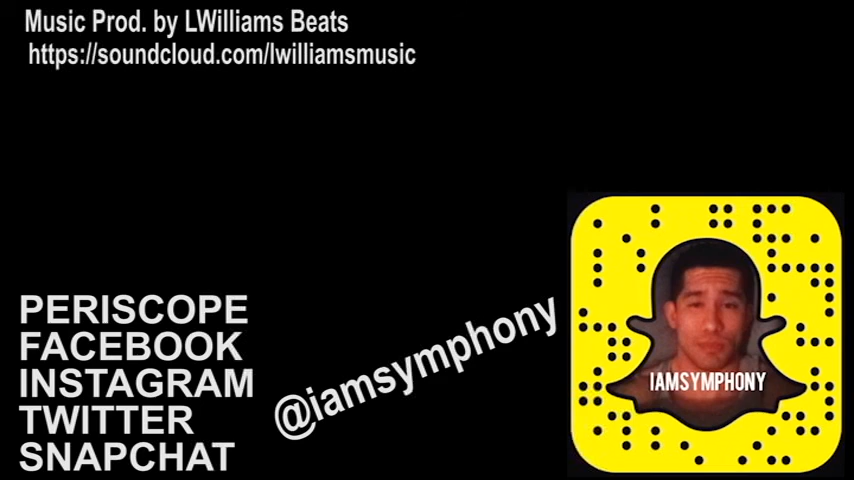 Music Prod. by LWilliams Beats
https://soundcloud.com/lwilliamsmusic
PERISCOPE
FACEBOOK
INSTAGRAM
TWITTER
SNAPCHAT
@iamsymphony
IAMSYMPHONY